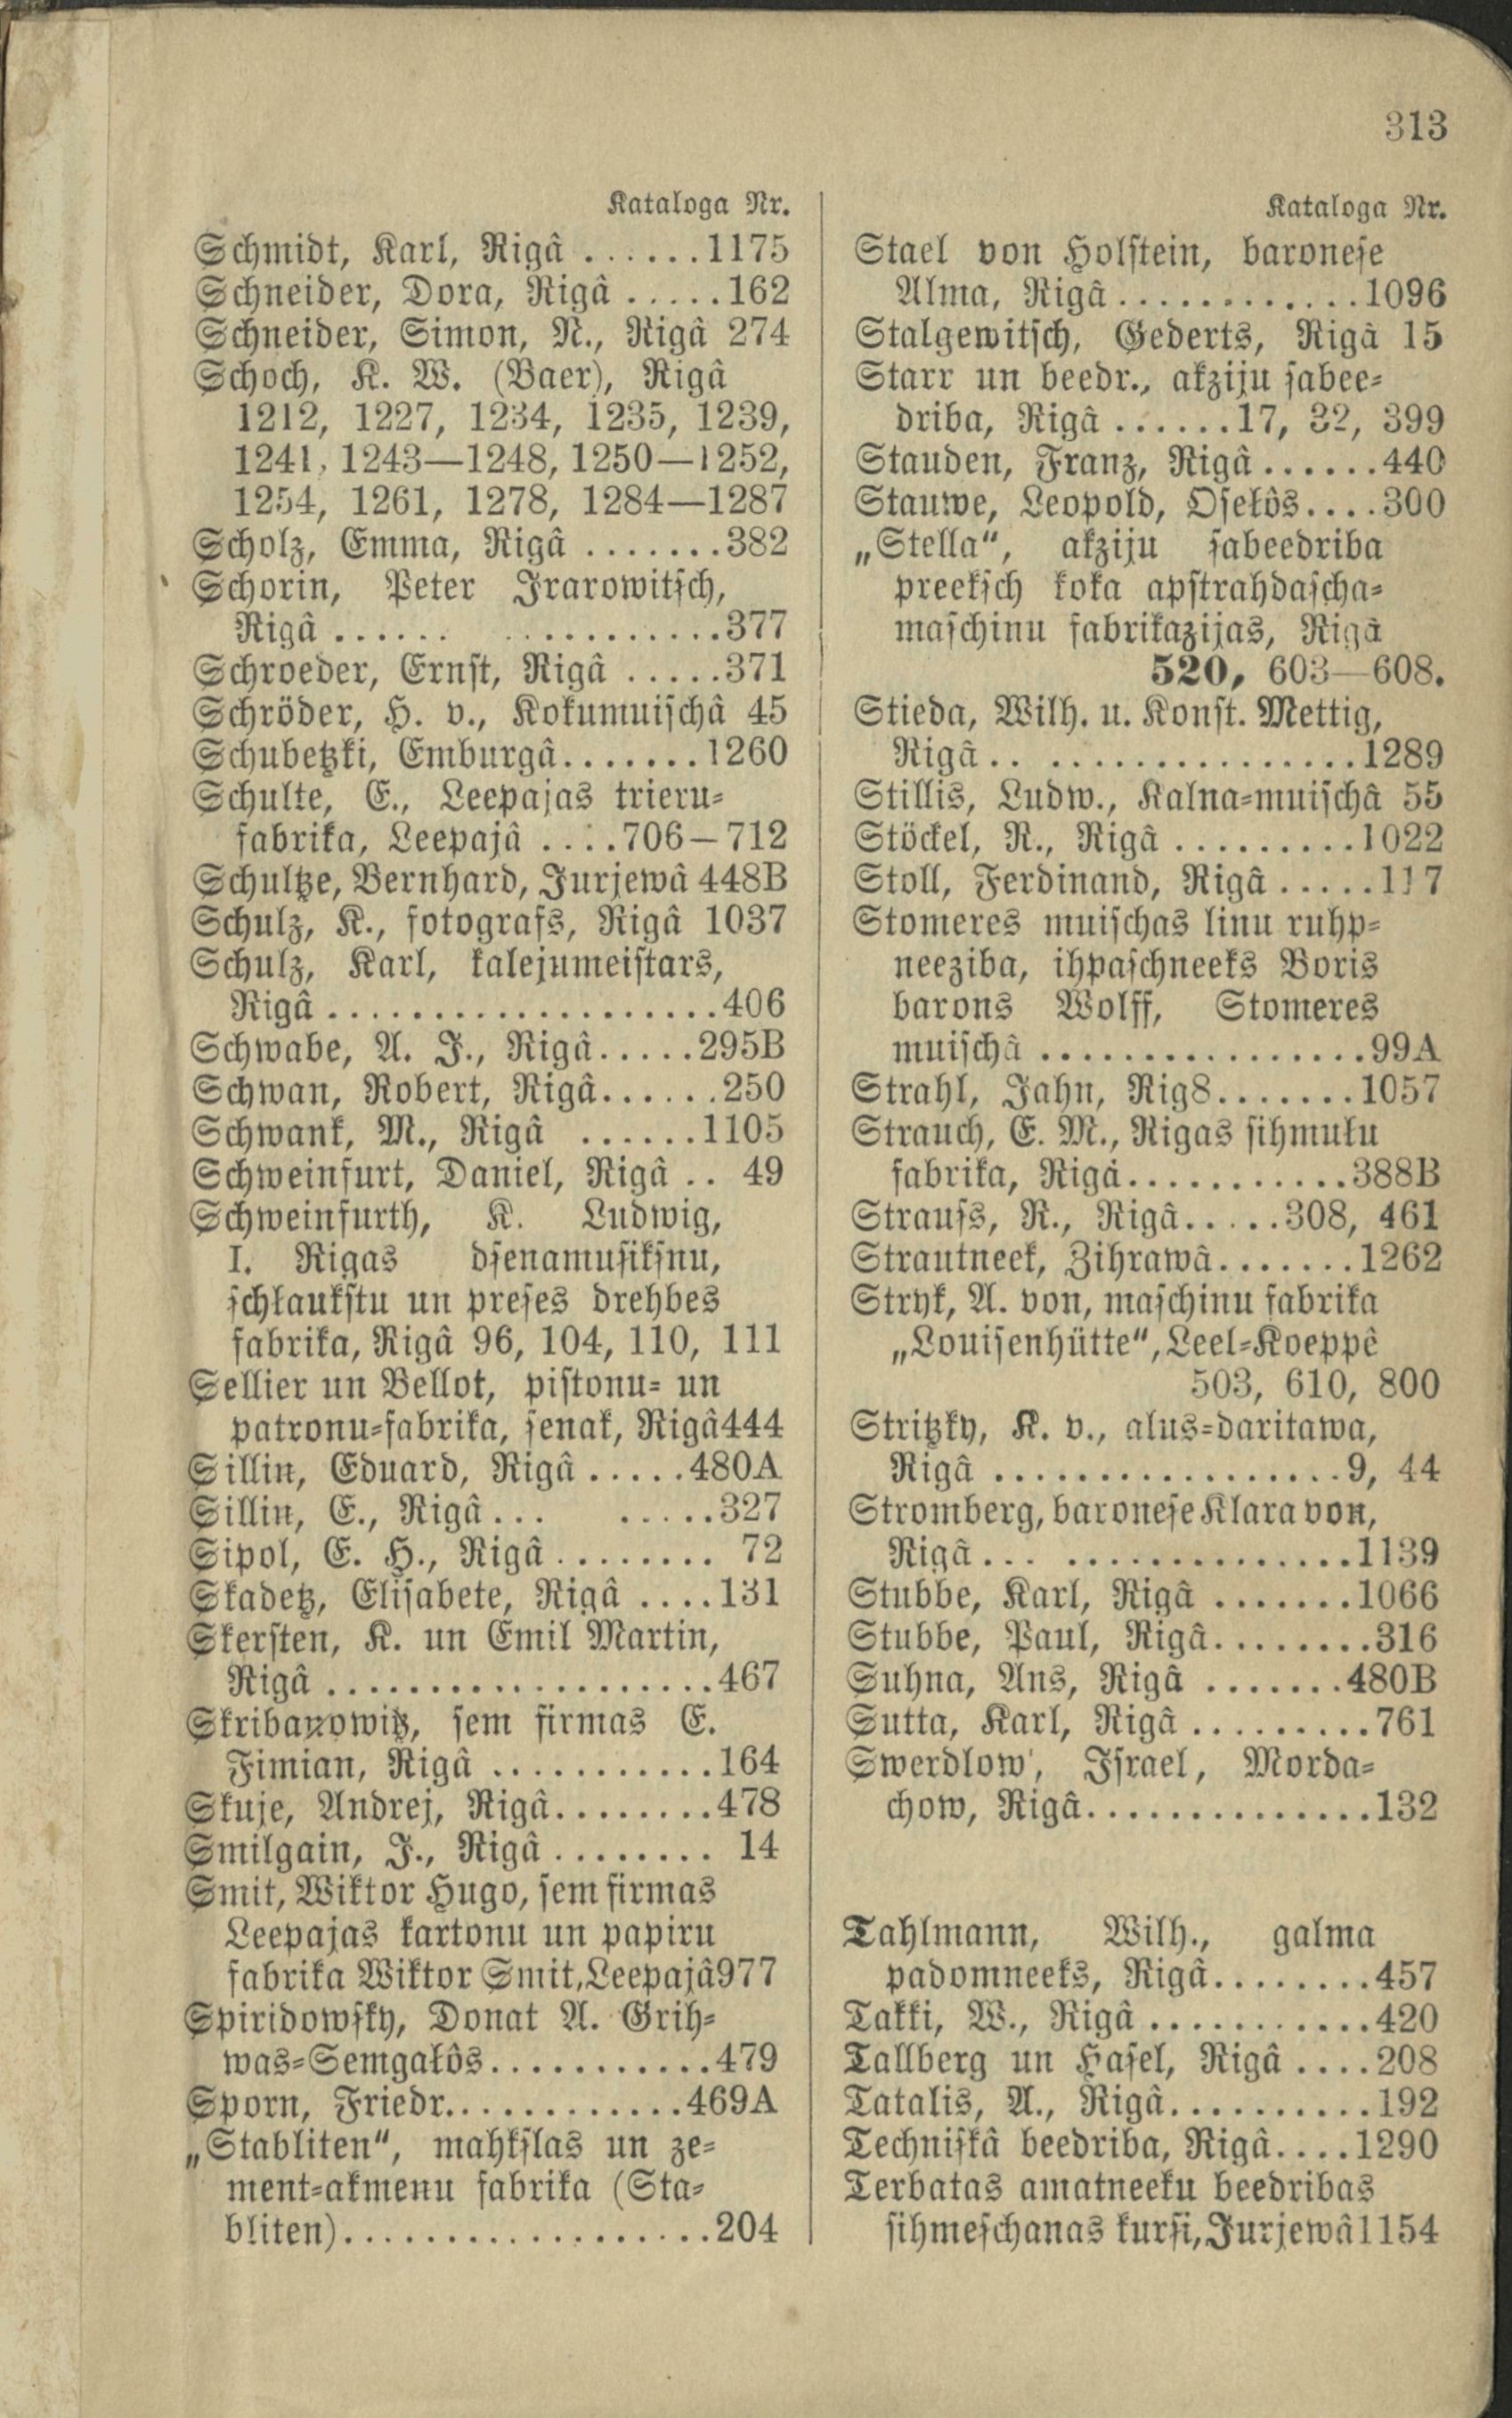 313
Kataloga Nr.
Schmidt, Karl, Rigâ ......1175
Schneider, Dora, Rigâ .....162
Schneider, Simon, N., Rigâ 274
Schoch, K. W. (Baer), Rigâ
1212, 1227, 1234, 1235, 1239,
1241, 1243—1248, 1250—1252,
1254, 1261, 1278, 1284—1287
Scholz, Emma, Rigâ .......382
Schorin, Peter Irarowitsch,
Rigâ ...... ..........377
Schroeder, Ernst, Rigâ .....371
Schröder, H. v., Kokumuischâ 45
Schubetzki, Emburgâ.......1260
Schulte, E., Leepajas trieru-
fabrika, Leepajâ ....706—712
Schultze, Bernhard, Jurjewâ 448B
Schulz, K., fotografs, Rigâ 1037
Schulz, Karl, kalejumeistars,
Rigâ ...................406
Schwabe, A. J., Rigâ.....295B
Schwan, Robert, Rigâ......250
Schwank, M., Rigâ ......1105
Schweinfurt, Daniel, Rigâ .. 49
Schweinfurth, K. Ludwig,
I. Rigas dsenamusiksnu,
schłaukstu un preses drehbes
fabrika, Rigâ 96, 104, 110, 111
Sellier un Bellot, pistonu- un
patronu-fabrika, senak, Rigâ444
Sillin, Eduard, Rigâ .....480A
Sillin, E., Rigâ... .....327
Sipol, E. H., Rigâ........ 72
Skadetz, Elisabete, Rigâ ....131
Skersten, K. un Emil Martin,
Rigâ ...................467
Skribanowitz, sem firmas E.
Fimian, Rigâ ...........164
Skuje, Andrej, Rigâ........478
Smilgain, J., Rigâ........ 14
Smit, Wiktor Hugo, sem firmas
Leepajas kartonu un papiru
fabrika Wiktor Smit, Leepajâ977
Spiridowsky, Donat A. Grih-
was-Semgałôs...........479
Sporn, Friedr............469A
„Stabliten“, mahkslas un ze-
ment-akmenu fabrika (Sta-
bliten)..................204
Kataloga Nr.
Stael von Holstein, baronese
Alma, Rigâ............1096
Stalgewitsch, Gederts, Rigâ 15
Starr un beedr., akziju sabee-
driba, Rigâ ......17, 32, 399
Stauden, Franz, Rigâ......440
Stauwe, Leopold, Osełôs....300
„Stella“, akziju sabeedriba
preeksch koka apstrahdascha-
maschinu fabrikazijas, Rigâ
520, 603—608.
Stieda, Wilh. u. Konst. Mettig,
Rigâ.. ...............1289
Stillis, Ludw., Kalna-muischâ 55
Stöckel, R., Rigâ .........1022
Stoll, Ferdinand, Rigâ .....117
Stomeres muischas linu ruhp-
neeziba, ihpaschneeks Boris
barons Wolff, Stomeres
muischâ ................99A
Strahl, Jahn, Rig8.......1057
Strauch, E. M., Rigas sihmułu
fabrika, Rigâ...........388B
Strauss, R., Rigâ.....308, 461
Strautneek, Zihrawâ.......1262
Stryk, A. von, maschinu fabrika
„Louisenhütte“, Leel-Koeppê
503, 610, 800
Stritzky, K. v., alus-daritawa,
Rigâ .................9, 44
Stromberg, baronese Klara von,
Rigâ... ..............1139
Stubbe, Karl, Rigâ .......1066
Stubbe, Paul, Rigâ........316
Suhna, Ans, Rigâ .......480B
Sutta, Karl, Rigâ .........761
Swerdlow, Israel, Morda-
chow, Rigâ..............132
Tahlmann, Wilh., galma
padomneeks, Rigâ........457
Takki, W., Rigâ ...........420
Tallberg un Hasel, Rigâ ....208
Tatalis, A., Rigâ..........192
Techniskâ beedriba, Rigâ....1290
Terbatas amatneeku beedribas
sihmeschanas kursi, Jurjewâ1154